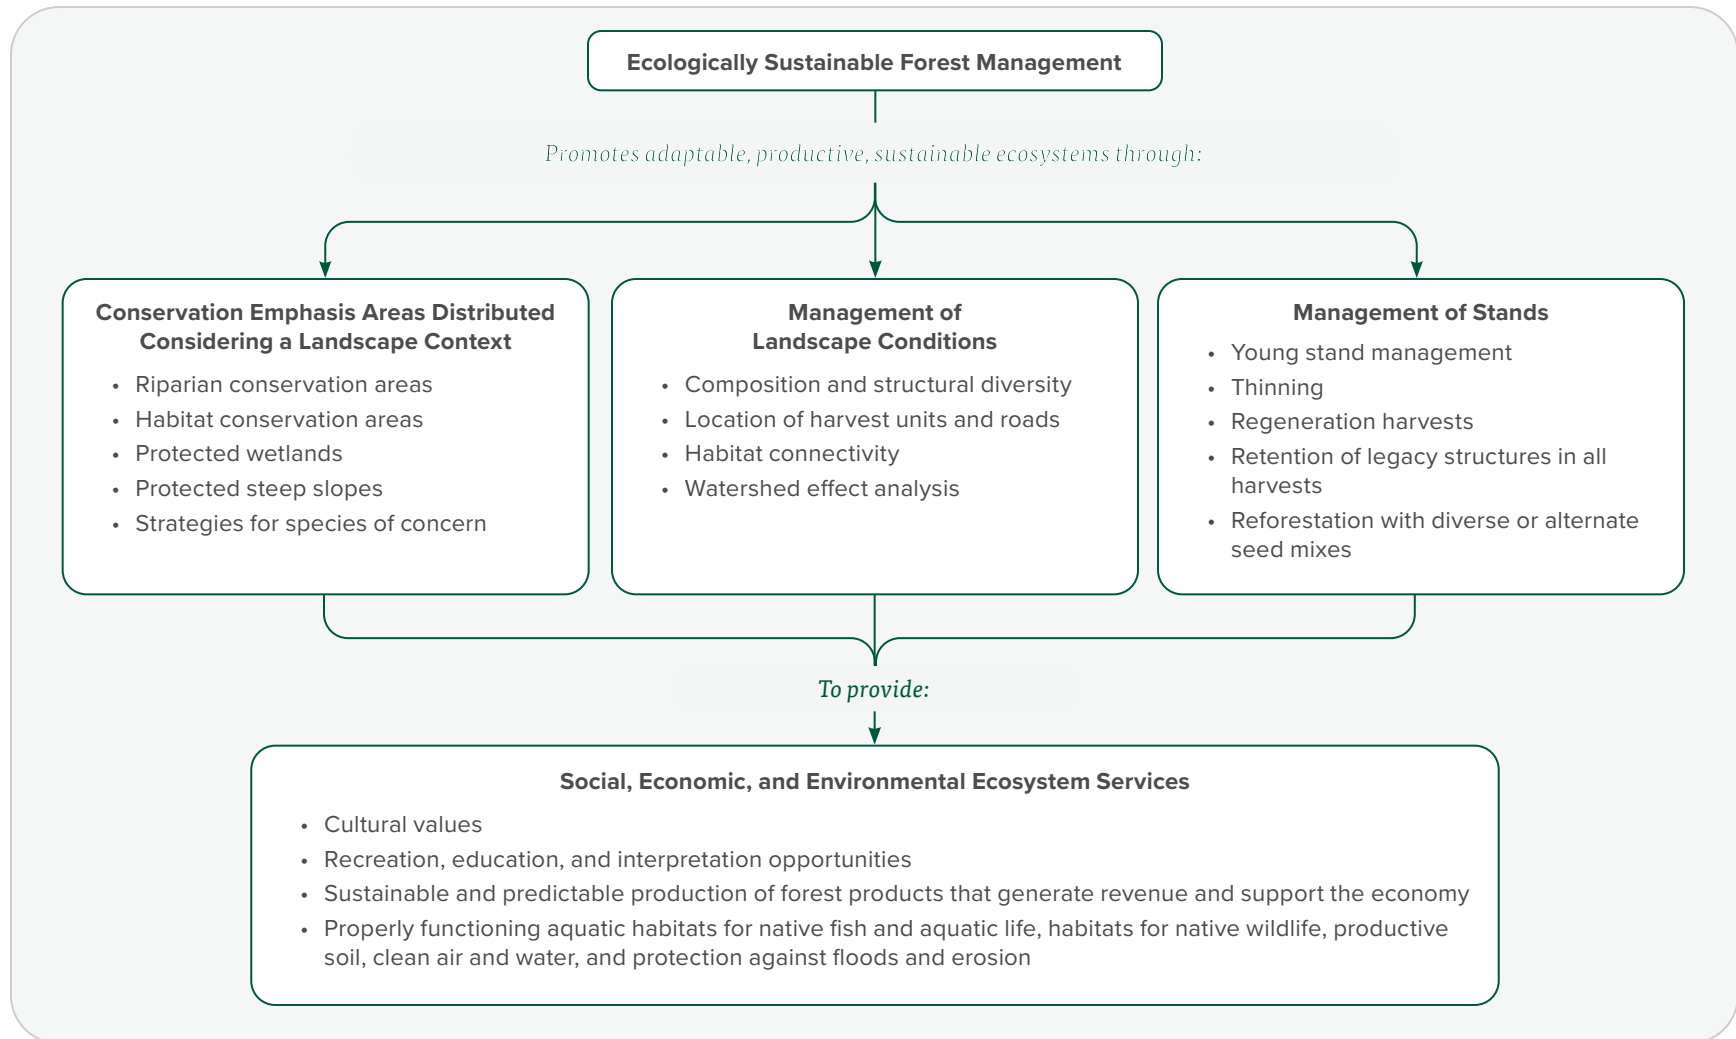 Ecologically Sustainable Forest Management
Promotes adaptable, productive, sustainable ecosystems through:
Conservation Emphasis Areas Distributed
Considering a Landscape Context
• Riparian conservation areas
• Habitat conservation areas
• Protected wetlands
• Protected steep slopes
• Strategies for species of concern
Management of
Landscape Conditions
• Composition and structural diversity
• Location of harvest units and roads
• Habitat connectivity
• Watershed effect analysis
Management of Stands
• Young stand management
• Thinning
• Regeneration harvests
• Retention of legacy structures in all
harvests
• Reforestation with diverse or alternate
seed mixes
To provide:
Social, Economic, and Environmental Ecosystem Services
• Cultural values
• Recreation, education, and interpretation opportunities
• Sustainable and predictable production of forest products that generate revenue and support the economy
• Properly functioning aquatic habitats for native fish and aquatic life, habitats for native wildlife, productive
soil, clean air and water, and protection against floods and erosion